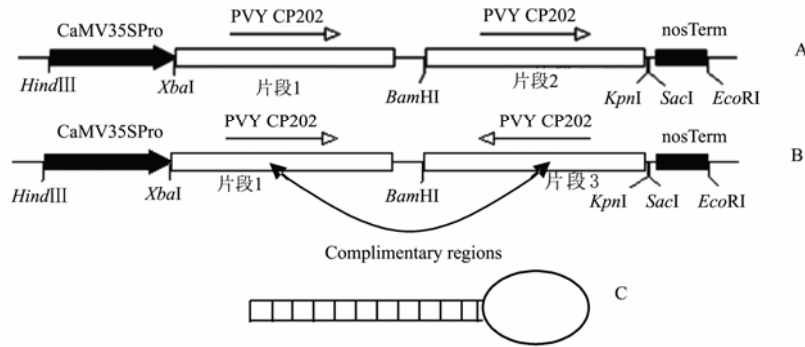 PVY CP202 PVY CP202
CaMV35SPro nosTerm
A
HindⅢ XbaI 片段1 BamHI 片段2 KpnI SacI EcoRI
CaMV35SPro PVY CP202 PVY CP202 nosTerm
B
HindⅢ XbaI 片段1 BamHI 片段3 KpnI SacI EcoRI
Complimentary regions
C